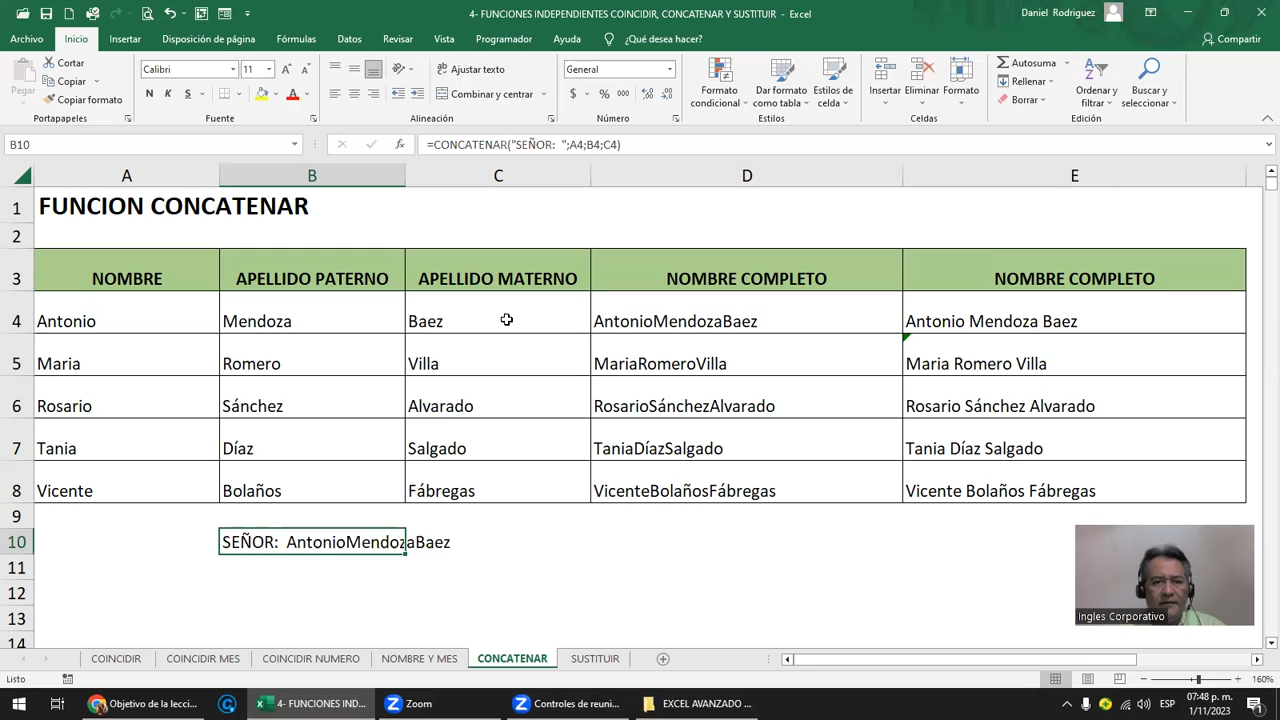 4- FUNCIONES INDEPENDIENTES COINCIDIR, CONCATENAR Y SUSTITUIR - Excel
Daniel Rodriguez
Archivo Inicio Insertar Disposición de página Fórmulas Datos Revisar Vista Programador Ayuda ¿Qué desea hacer? Compartir
Pegar
Cortar
Copiar
Copiar formato
Portapapeles
Calibri 11
N K S
Fuente
Ajustar texto
Combinar y centrar
Alineación
General
$ % 000
Número
Formato condicional
Dar formato como tabla
Estilos de celda
Estilos
Insertar Eliminar Formato
Celdas
Autosuma
Rellenar
Borrar
Ordenar y filtrar
Buscar y seleccionar
Edición
B10 =CONCATENAR("SEÑOR:  ";A4;B4;C4)
A B C D E
1 FUNCION CONCATENAR
2
3 NOMBRE APELLIDO PATERNO APELLIDO MATERNO NOMBRE COMPLETO NOMBRE COMPLETO
4 Antonio Mendoza Baez AntonioMendozaBaez Antonio Mendoza Baez
5 Maria Romero Villa MariaRomeroVilla Maria Romero Villa
6 Rosario Sánchez Alvarado RosarioSánchezAlvarado Rosario Sánchez Alvarado
7 Tania Díaz Salgado TaniaDíazSalgado Tania Díaz Salgado
8 Vicente Bolaños Fábregas VicenteBolañosFábregas Vicente Bolaños Fábregas
9
10 SEÑOR:  AntonioMendozaBaez
11
12
13
14
Ingles Corporativo
COINCIDIR COINCIDIR MES COINCIDIR NUMERO NOMBRE Y MES CONCATENAR SUSTITUIR
Listo 160%
Objetivo de la lecci... 4- FUNCIONES IND... Zoom Controles de reuni... EXCEL AVANZADO ... ESP
07:48 p. m.
1/11/2023